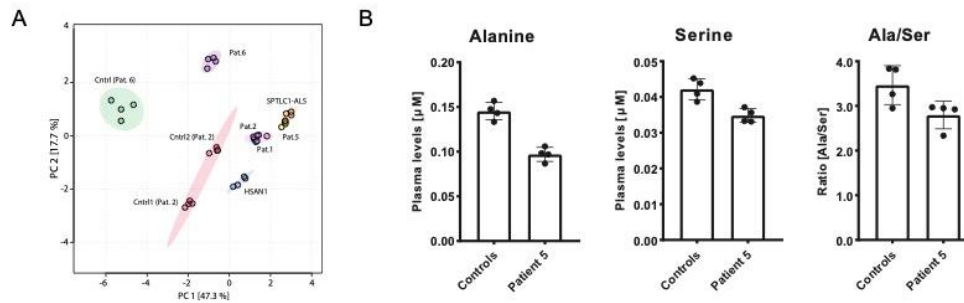 A
4
2
0
-2
-4
PC 2 [17.7 %]
-6
-4
-2
0
2
4
PC 1 [47.3 %]
Pat.6
Cntrl (Pat. 6)
SPTLC1-ALS
Cntrl2 (Pat. 2)
Pat.2
Pat.5
Pat.1
HSAN1
Cntrl1 (Pat. 2)
B
Alanine
Plasma levels [µM]
0.20
0.15
0.10
0.05
0.00
Controls
Patient 5
Serine
Plasma levels [µM]
0.05
0.04
0.03
0.02
0.01
0.00
Controls
Patient 5
Ala/Ser
Ratio [Ala/Ser]
4.0
3.0
2.0
1.0
0.0
Controls
Patient 5